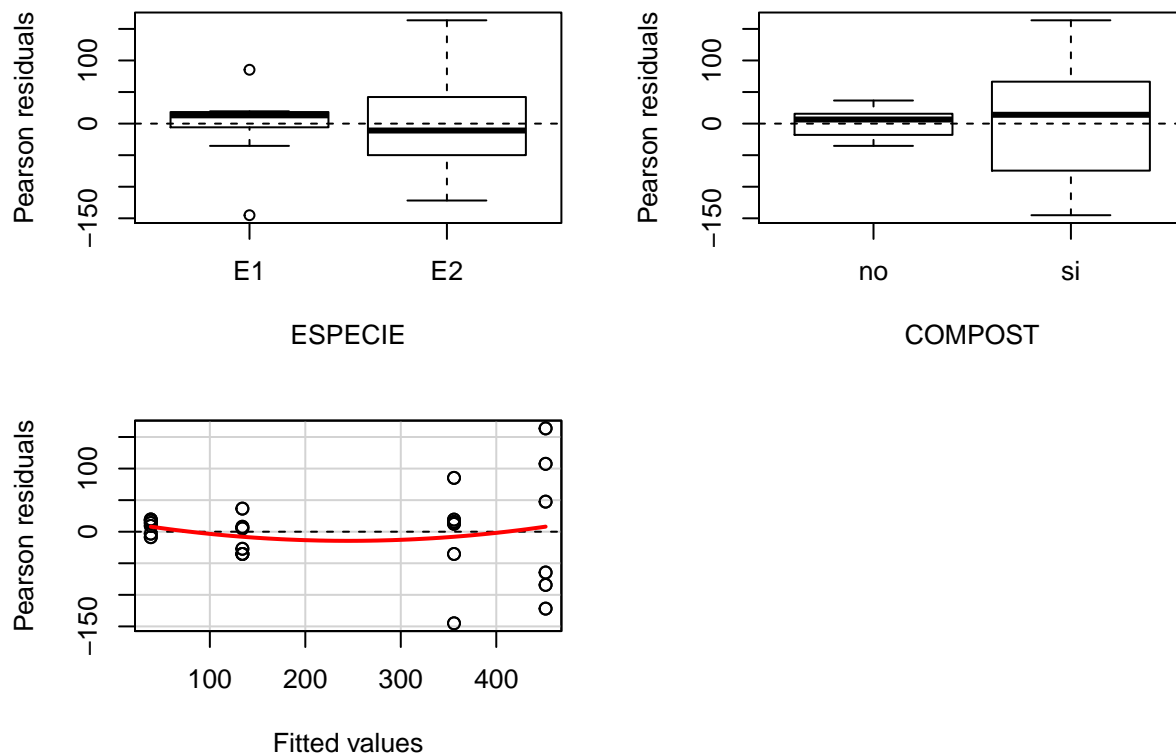 Pearson residuals
100
0
−150
E1 E2
ESPECIE
Pearson residuals
100
0
−150
no si
COMPOST
Pearson residuals
100
0
−150
100 200 300 400
Fitted values